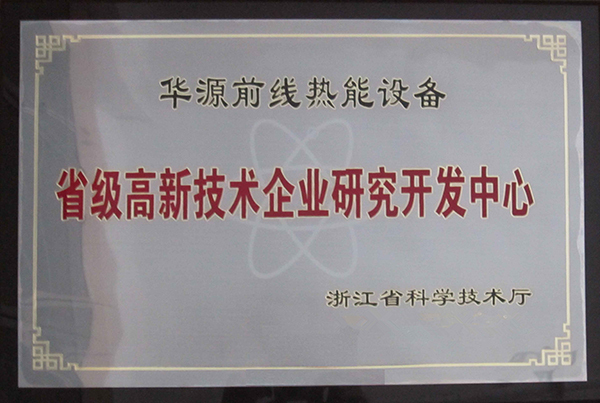 华源前线热能设备
省级高新技术企业研究开发中心
浙江省科学技术厅